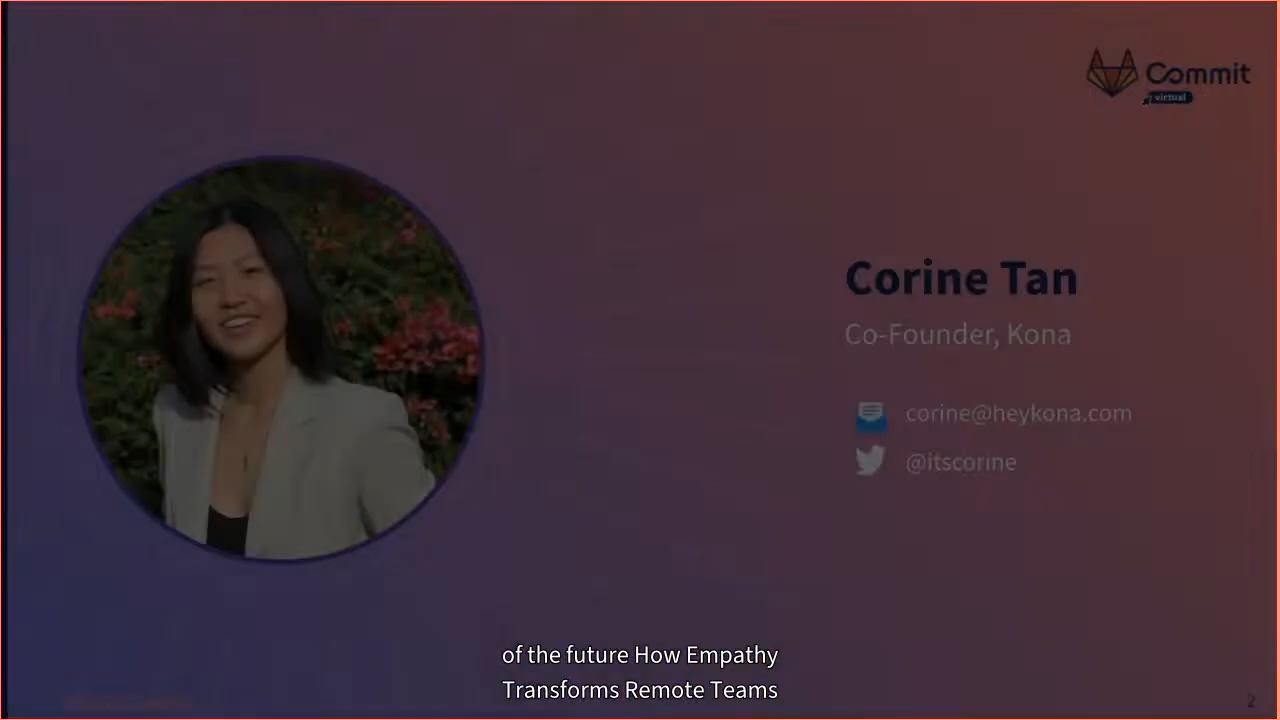 Commit
virtual
Corine Tan
Co-Founder, Kona
corine@heykona.com
@itscorine
of the future How Empathy
Transforms Remote Teams
2